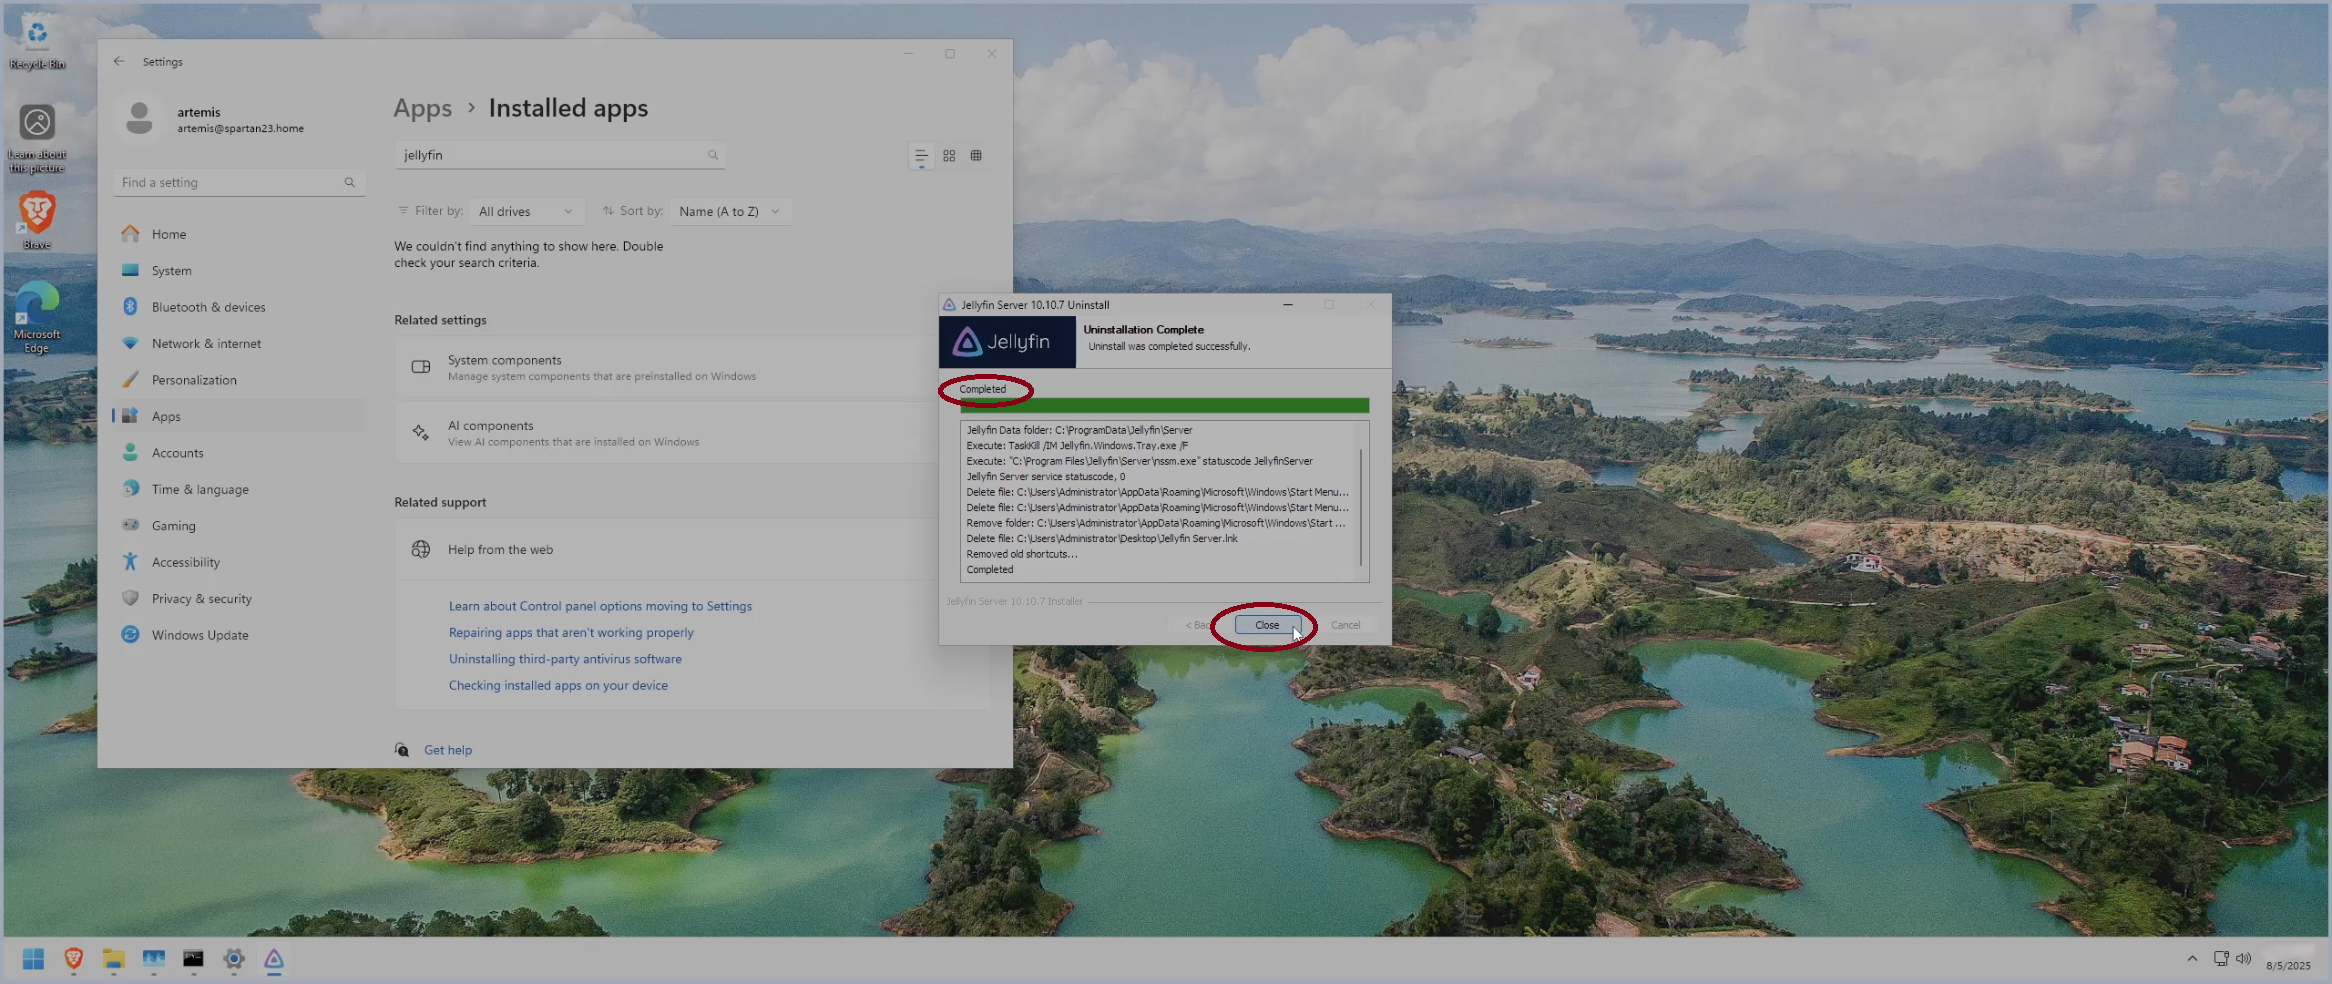 Recycle Bin
Learn about
this picture
Brave
Microsoft
Edge
Settings
artemis
artemis@spartan23.home
Find a setting
Home
System
Bluetooth & devices
Network & internet
Personalization
Apps
Accounts
Time & language
Gaming
Accessibility
Privacy & security
Windows Update
Apps > Installed apps
jellyfin
Filter by: All drives
Sort by: Name (A to Z)
We couldn't find anything to show here. Double
check your search criteria.
Related settings
System components
Manage system components that are preinstalled on Windows
AI components
View AI components that are installed on Windows
Related support
Help from the web
Learn about Control panel options moving to Settings
Repairing apps that aren't working properly
Uninstalling third-party antivirus software
Checking installed apps on your device
Get help
Jellyfin Server 10.10.7 Uninstall
Jellyfin
Uninstallation Complete
Uninstall was completed successfully.
Completed
Jellyfin Data folder: C:\ProgramData\Jellyfin\Server
Execute: TaskKill /IM Jellyfin.Windows.Tray.exe /F
Execute: "C:\Program Files\Jellyfin\Server\nssm.exe" statuscode JellyfinServer
Jellyfin Server service statuscode, 0
Delete file: C:\Users\Administrator\AppData\Roaming\Microsoft\Windows\Start Menu...
Delete file: C:\Users\Administrator\AppData\Roaming\Microsoft\Windows\Start Menu...
Remove folder: C:\Users\Administrator\AppData\Roaming\Microsoft\Windows\Start ...
Delete file: C:\Users\Administrator\Desktop\Jellyfin Server.lnk
Removed old shortcuts...
Completed
Jellyfin Server 10.10.7 Installer
< Bac
Close
Cancel
8/5/2025